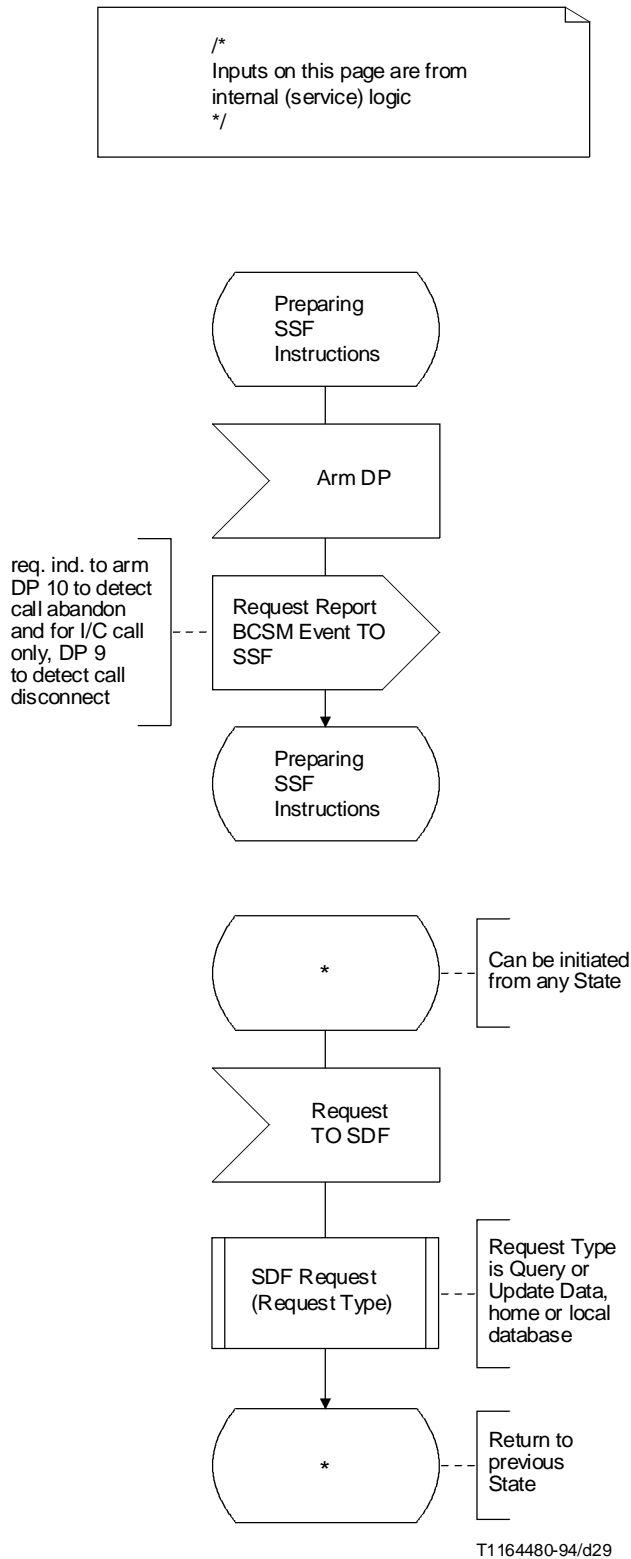 /*
Inputs on this page are from
internal (service) logic
*/
Preparing
SSF
Instructions
Arm DP
req. ind. to arm
DP 10 to detect
call abandon
and for I/C call
only, DP 9
to detect call
disconnect
Request Report
BCSM Event TO
SSF
Preparing
SSF
Instructions
*
Can be initiated
from any State
Request
TO SDF
SDF Request
(Request Type)
Request Type
is Query or
Update Data,
home or local
database
*
Return to
previous
State
T1164480-94/d29